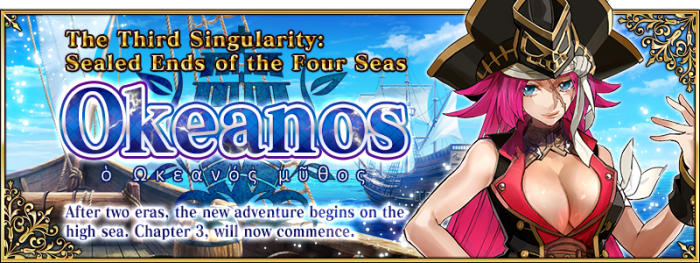 The Third Singularity:
Sealed Ends of the Four Seas
Okeanos
ὁ Ωκεανός μῦθος
After two eras, the new adventure begins on the
high sea. Chapter 3, will now commence.